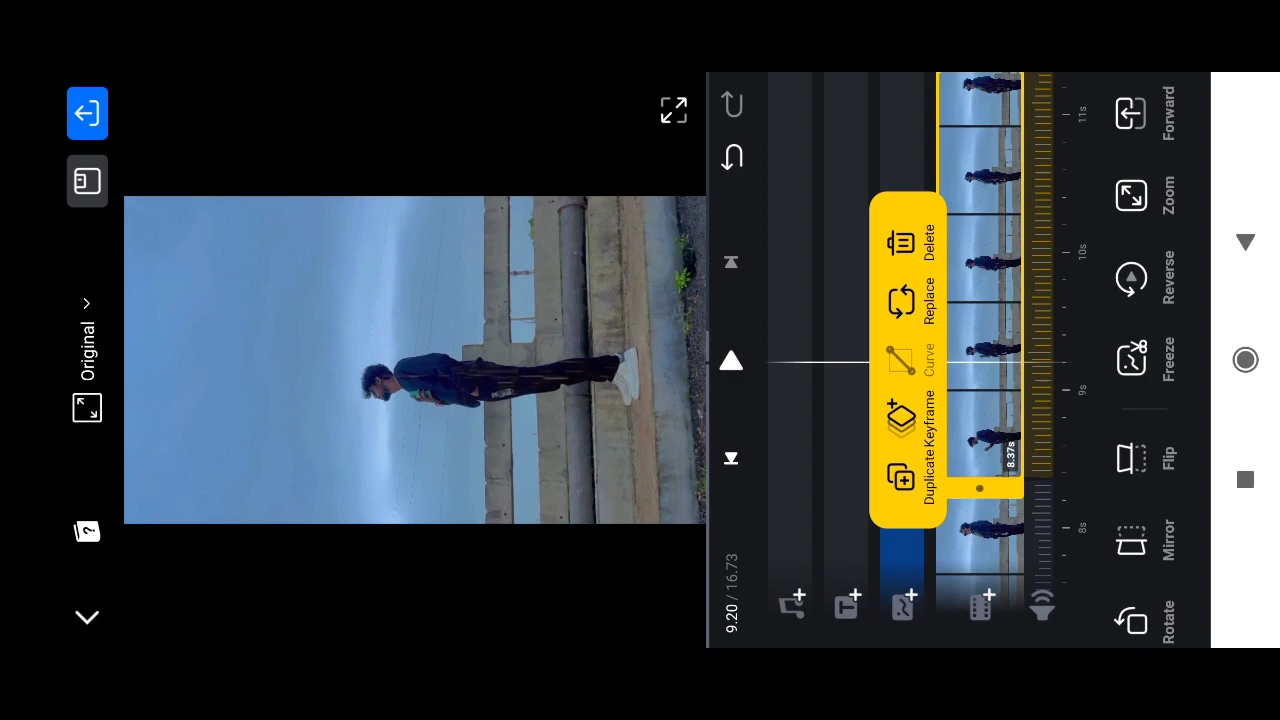 Original
?
9.20 / 16.73
T
Duplicate Keyframe Curve Replace Delete
8.37s
8s 9s 10s 11s
Rotate Mirror Flip Freeze Reverse Zoom Forward